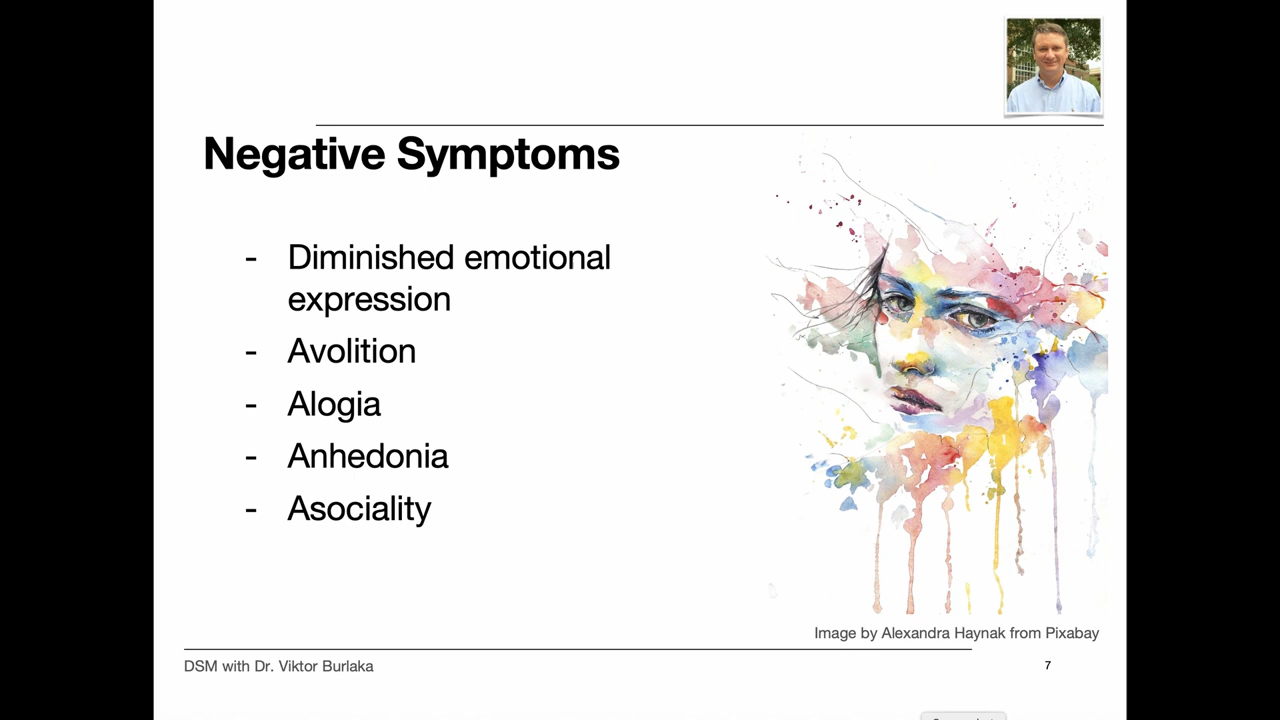 Negative Symptoms
- Diminished emotional
expression
- Avolition
- Alogia
- Anhedonia
- Asociality
Image by Alexandra Haynak from Pixabay
DSM with Dr. Viktor Burlaka
7